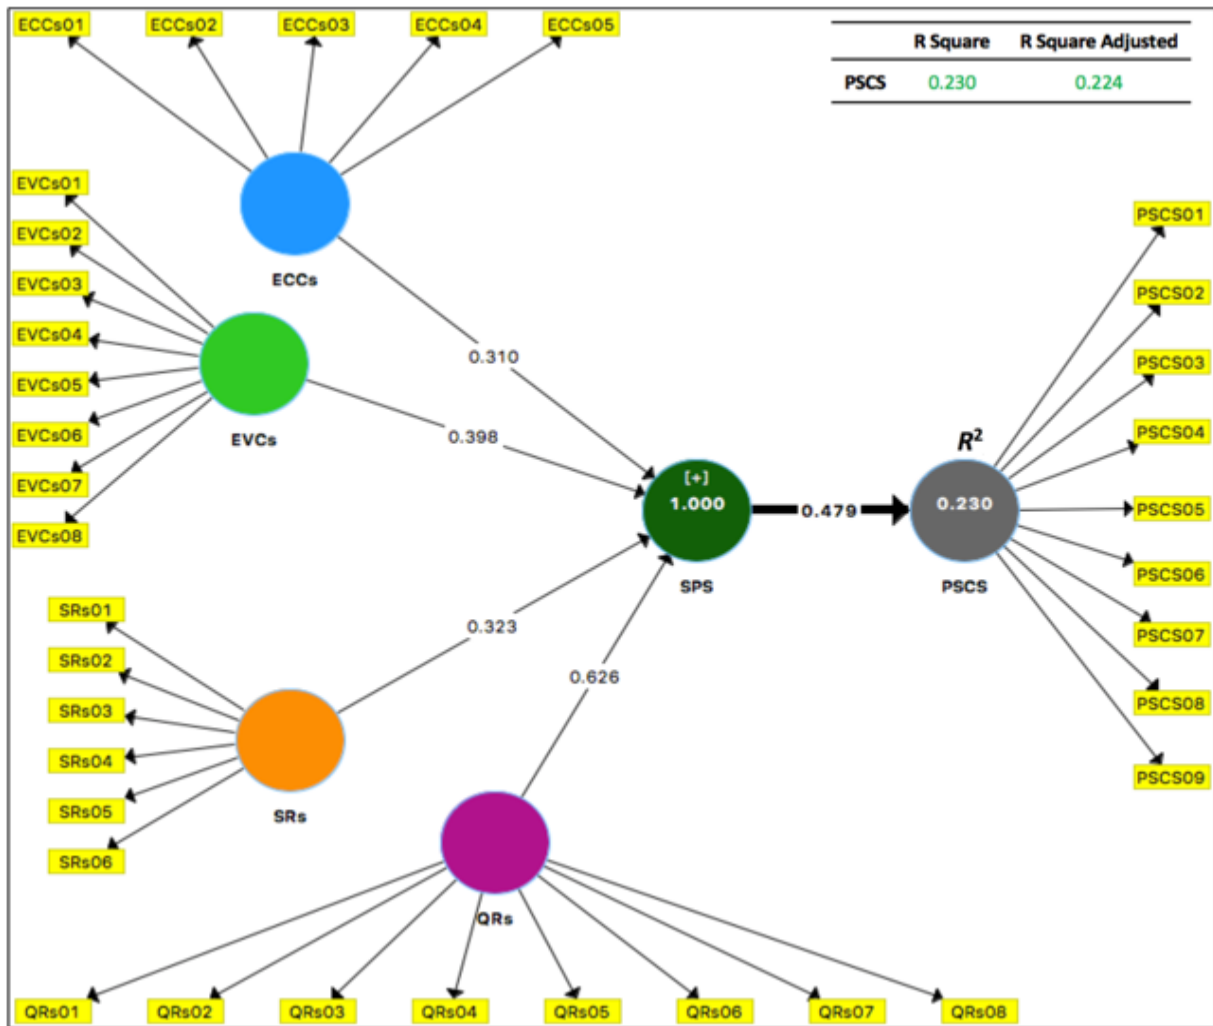 ECCs01 ECCs02 ECCs03 ECCs04 ECCs05
R Square R Square Adjusted
PSCS 0.230 0.224
EVCs01
EVCs02
EVCs03
EVCs04
EVCs05
EVCs06
EVCs07
EVCs08
ECCs
EVCs
0.310
0.398
PSCS01
PSCS02
PSCS03
PSCS04
PSCS05
PSCS06
PSCS07
PSCS08
PSCS09
R²
[+]
1.000
0.479
0.230
SPS
PSCS
SRs01
SRs02
SRs03
SRs04
SRs05
SRs06
0.323
0.626
SRs
QRs
QRs01 QRs02 QRs03 QRs04 QRs05 QRs06 QRs07 QRs08